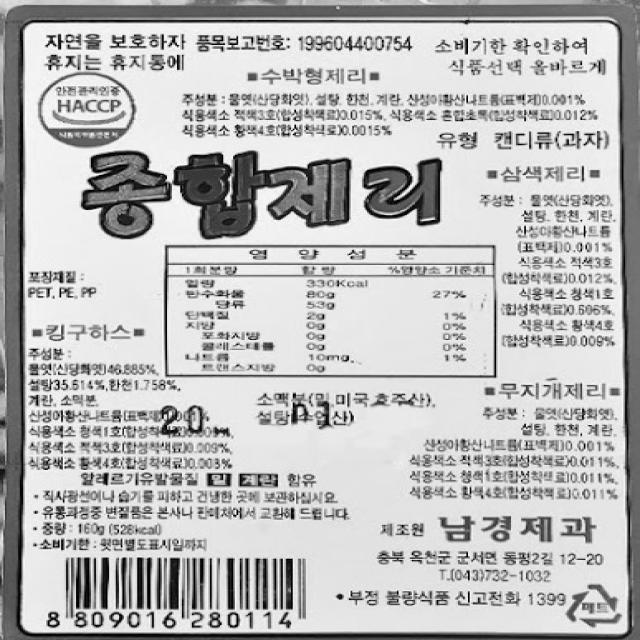 자연을 보호하자
휴지는 휴지통에
품목보고번호: 199604400754
소비기한 확인하여
식품선택 올바르게
안전관리인증
HACCP
식품의약품안전처
■수박형제리■
주성분 : 물엿(산당화엿), 설탕, 한천, 계란, 산성아황산나트륨(표백제)0.001%
식용색소 적색3호(합성착색료)0.015%, 식용색소 혼합초록(합성착색료)0.012%
식용색소 황색4호(합성착색료)0.0015%
유형 캔디류(과자)
종합제리
■삼색제리■
주성분 : 물엿(산당화엿),
설탕, 한천, 계란,
산성아황산나트륨
(표백제)0.001%
식용색소 적색3호
(합성착색료)0.012%,
식용색소 청색1호
(합성착색료)0.606%,
식용색소 황색4호
(합성착색료)0.009%
영 양 성 분
1회분량 함 량 %영양소 기준치
열량 330Kcal
탄수화물 80g 27%
당류 53g
단백질 2g 1%
지방 0g 0%
포화지방 0g 0%
콜레스테롤 0g 0%
나트륨 10mg 1%
트랜스지방 0g
포장재질 :
PET, PE, PP
■킹구하스■
주성분 :
물엿(산당화엿)46.885%,
설탕35.614%,한천1.758%,
계란, 소맥분,
산성아황산나트륨(표백제)
식용색소 청색1호(합성착색료)
식용색소 적색3호(합성착색료)0.009%,
식용색소 황색4호(합성착색료)0.003%
20
소맥분(밀:미국,호주산),
설탕(수입산)
■무지개제리■
주성분 : 물엿(산당화엿),
설탕, 한천, 계란,
산성아황산나트륨(표백제)0.001%
식용색소 적색3호(합성착색료)0.011%,
식용색소 청색1호(합성착색료)0.011%,
식용색소 황색4호(합성착색료)0.011%
알레르기유발물질 밀 계란 함유
• 직사광선이나 습기를 피하고 건냉한 곳에 보관하십시요.
• 유통과정중 변질품은 본사나 판매처에서 교환해 드립니다.
• 중량 : 160g (528kcal)
• 소비기한 : 뒷면별도표시일까지
제조원 남경제과
충북 옥천군 군서면 동평2길 12-20
T.(043)732-1032
• 부정 불량식품 신고전화 1399
페트
8 809016 280114